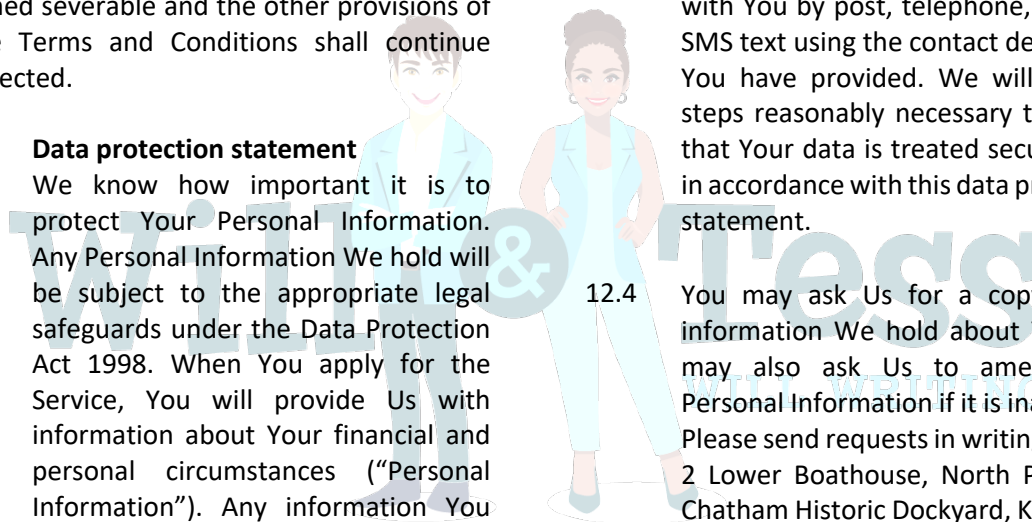 ned severable and the other provisions of
e Terms and Conditions shall continue
ected.
Data protection statement
We know how important it is to
protect Your Personal Information.
Any Personal Information We hold will
be subject to the appropriate legal
safeguards under the Data Protection
Act 1998. When You apply for the
Service, You will provide Us with
information about Your financial and
personal circumstances (“Personal
Information”). Any information You
with You by post, telephone,
SMS text using the contact de
You have provided. We will
steps reasonably necessary t
that Your data is treated secu
in accordance with this data pr
statement.
12.4 You may ask Us for a cop
information We hold about
may also ask Us to ame
Personal Information if it is ina
Please send requests in writin
2 Lower Boathouse, North P
Chatham Historic Dockyard, K
Will & Tess
WILL WRITING